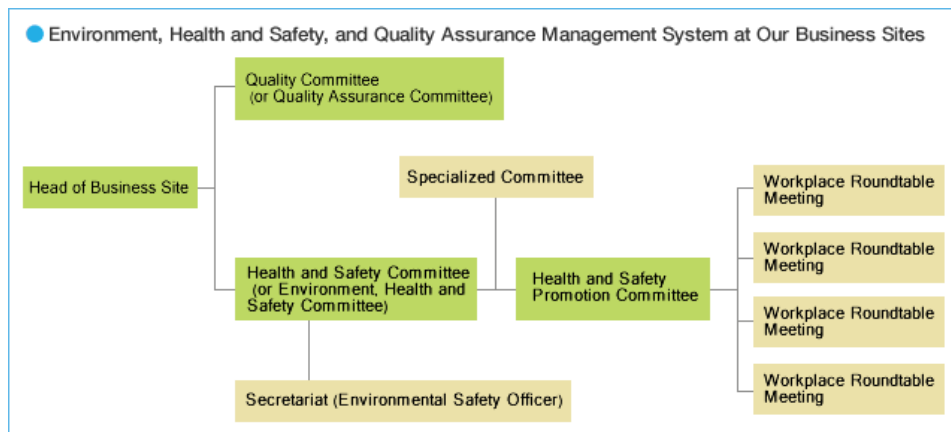 Environment, Health and Safety, and Quality Assurance Management System at Our Business Sites
Quality Committee
(or Quality Assurance Committee)
Head of Business Site
Specialized Committee
Health and Safety Committee
(or Environment, Health and
Safety Committee)
Health and Safety
Promotion Committee
Secretariat (Environmental Safety Officer)
Workplace Roundtable
Meeting
Workplace Roundtable
Meeting
Workplace Roundtable
Meeting
Workplace Roundtable
Meeting